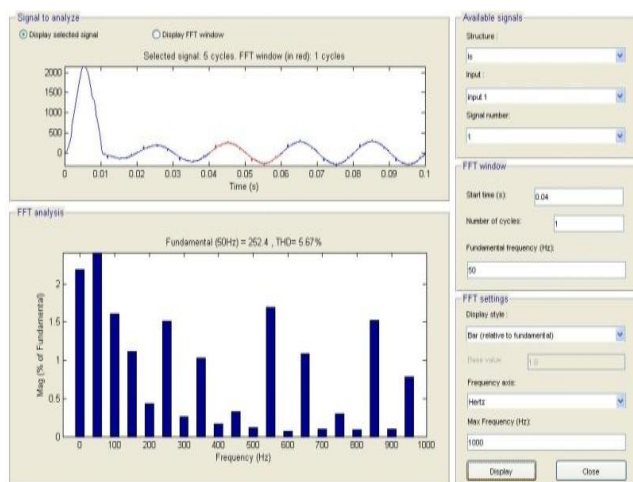 Signal to analyze
Display selected signal
Display FFT window
Selected signal: 5 cycles. FFT window (in red): 1 cycles
2000
1500
1000
500
0
0
0.01
0.02
0.03
0.04
0.05
0.06
0.07
0.08
0.09
0.1
Time (s)
FFT analysis
Fundamental (50Hz) = 252.4 , THD= 5.67%
Mag (% of Fundamental)
2
1.5
1
0.5
0
0
100
200
300
400
500
600
700
800
900
1000
Frequency (Hz)
Available signals
Structure :
Is
Input :
input 1
Signal number:
1
FFT window
Start time (s):
0.04
Number of cycles:
1
Fundamental frequency (Hz):
50
FFT settings
Display style :
Bar (relative to fundamental)
Base value:
1.0
Frequency axis:
Hertz
Max Frequency (Hz):
1000
Display
Close